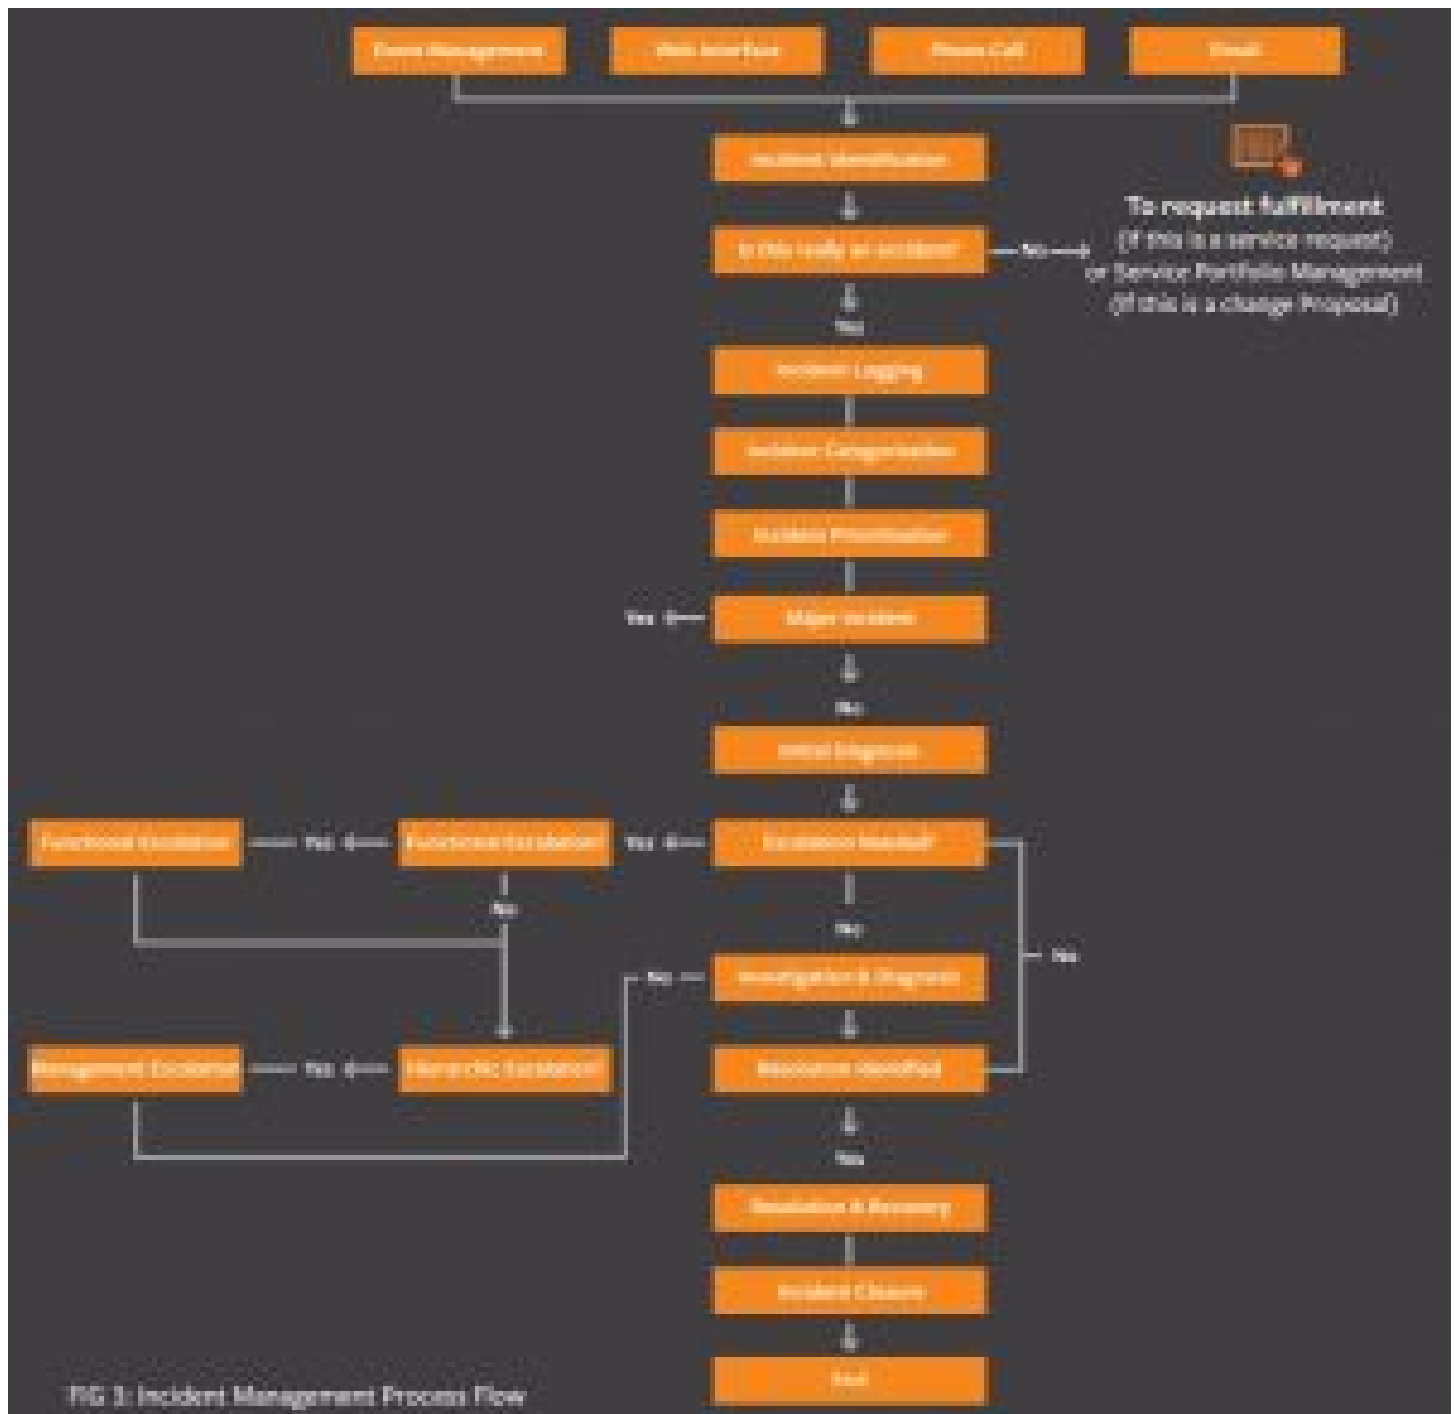 Event Management
Web Interface
Phone Call
Email
Incident Identification
Is this really an incident?
No
To request fulfillment
(if this is a service request)
or Service Portfolio Management
(if this is a change Proposal)
Yes
Incident Logging
Incident Categorization
Incident Prioritization
Yes
Major Incident
No
Initial Diagnosis
Functional Escalation
Yes
Functional Escalation?
Yes
Escalation Needed?
No
No
No
Investigation & Diagnosis
No
Management Escalation
Yes
Hierarchic Escalation?
Resolution Identified
Yes
Resolution & Recovery
Incident Closure
End
FIG 3: Incident Management Process Flow